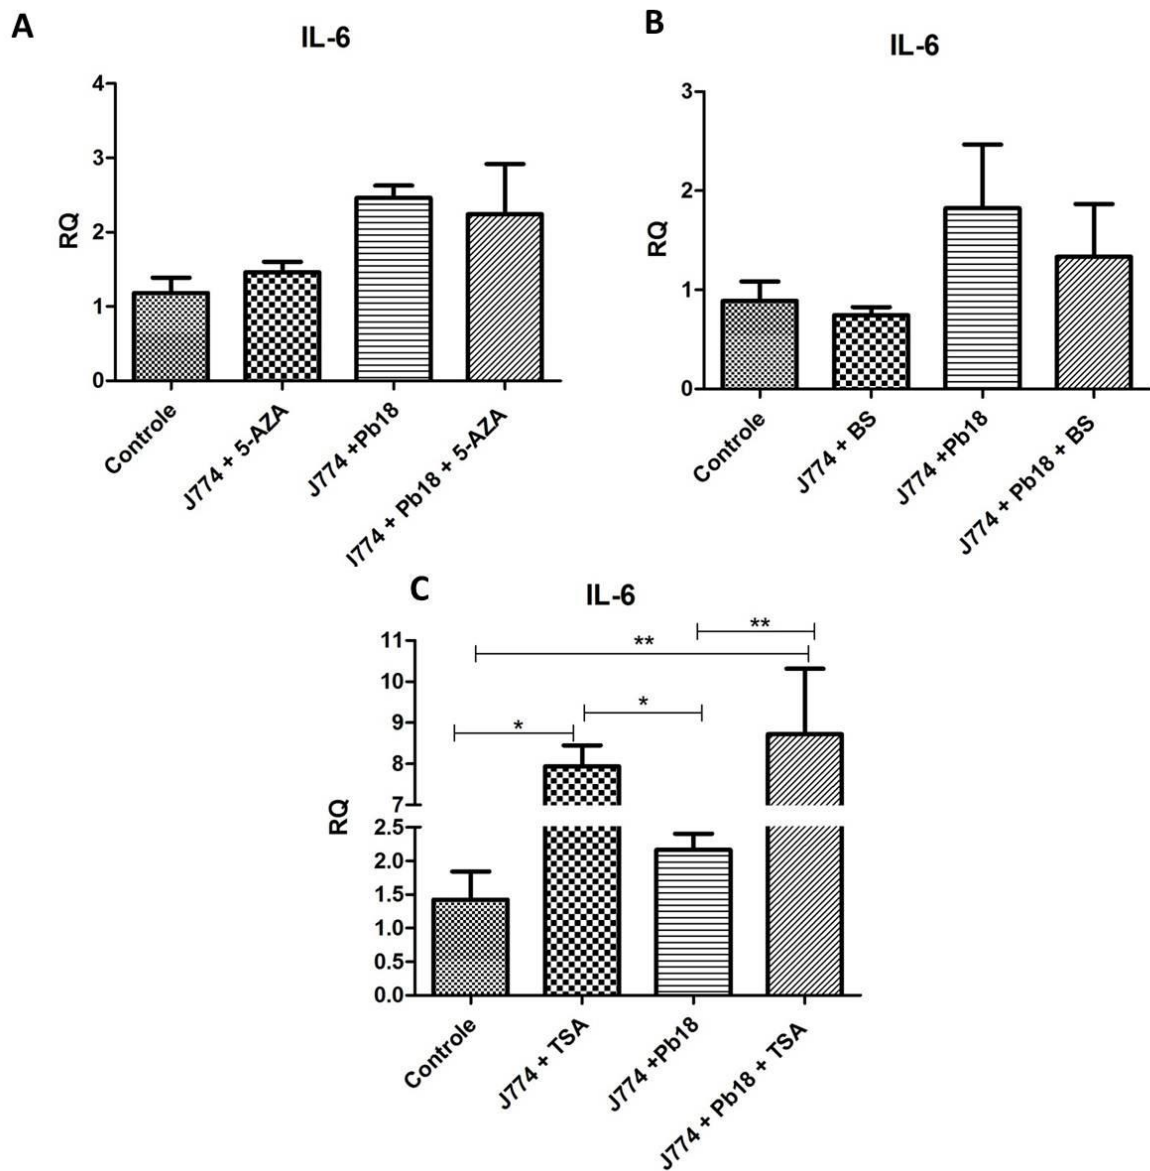 A
IL-6
4
3
2
1
0
RQ
Controle
J774 + 5-AZA
J774 +Pb18
I774 + Pb18 + 5-AZA
B
IL-6
3
2
1
0
RQ
Controle
J774 + BS
J774 +Pb18
J774 + Pb18 + BS
C
IL-6
**
**
*
*
11
10
9
8
7
2.5
2.0
1.5
1.0
0.5
0.0
RQ
Controle
J774 + TSA
J774 +Pb18
J774 + Pb18 + TSA